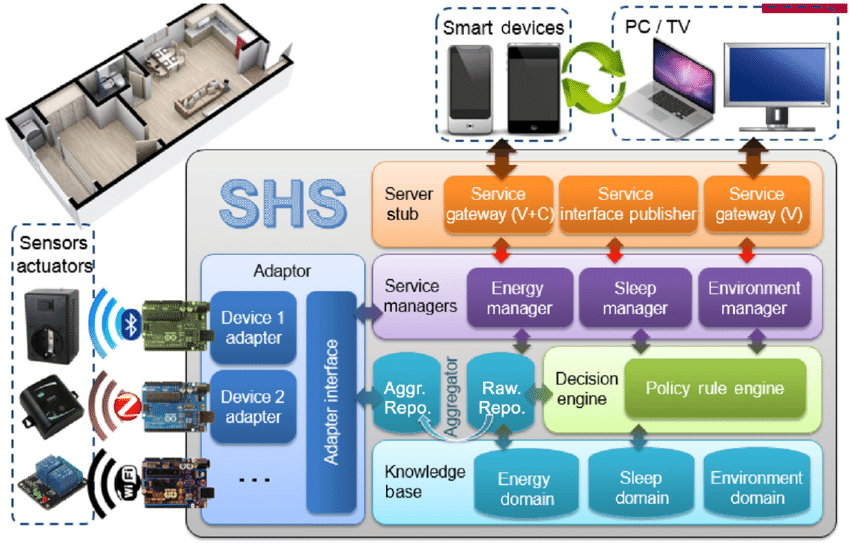 Smart devices
PC / TV
SHS
Server
stub
Service
gateway (V+C)
Service
interface publisher
Service
gateway (V)
Sensors
actuators
Adaptor
Device 1
adapter
Device 2
adapter
...
Adapter interface
Service
managers
Energy
manager
Sleep
manager
Environment
manager
Aggr.
Repo.
Aggregator
Raw.
Repo.
Decision
engine
Policy rule engine
Knowledge
base
Energy
domain
Sleep
domain
Environment
domain
WiFi